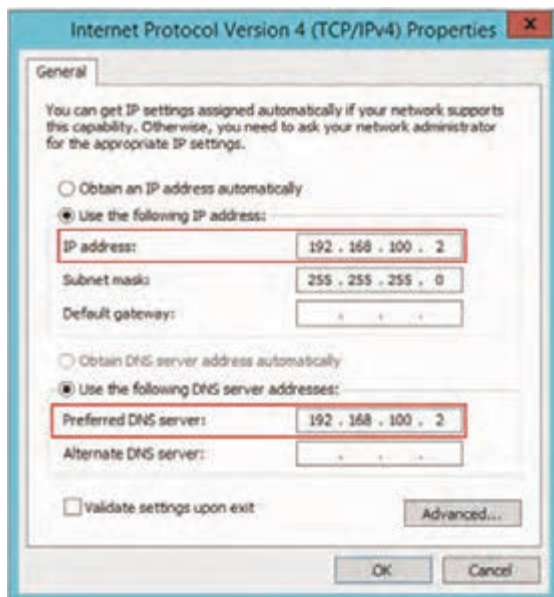 Internet Protocol Version 4 (TCP/IPv4) Properties
X
General
You can get IP settings assigned automatically if your network supports
this capability. Otherwise, you need to ask your network administrator
for the appropriate IP settings.
Obtain an IP address automatically
Use the following IP address:
IP address: 192 . 168 . 100 . 2
Subnet mask: 255 . 255 . 255 . 0
Default gateway: . . .
Obtain DNS server address automatically
Use the following DNS server addresses:
Preferred DNS server: 192 . 168 . 100 . 2
Alternate DNS server: . . .
Validate settings upon exit
Advanced...
OK Cancel